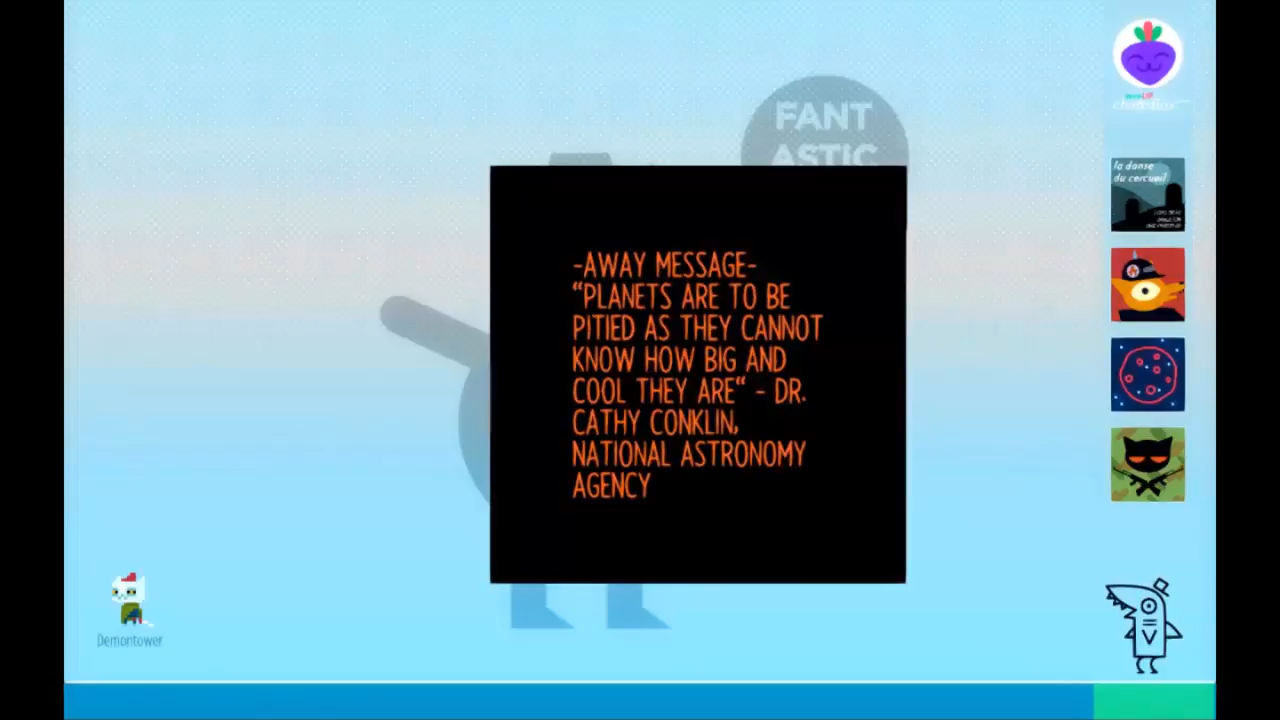 FANT
ASTIC
la danse
du cercueil
-AWAY MESSAGE-
“PLANETS ARE TO BE
PITIED AS THEY CANNOT
KNOW HOW BIG AND
COOL THEY ARE“ - DR.
CATHY CONKLIN,
NATIONAL ASTRONOMY
AGENCY
Demontower